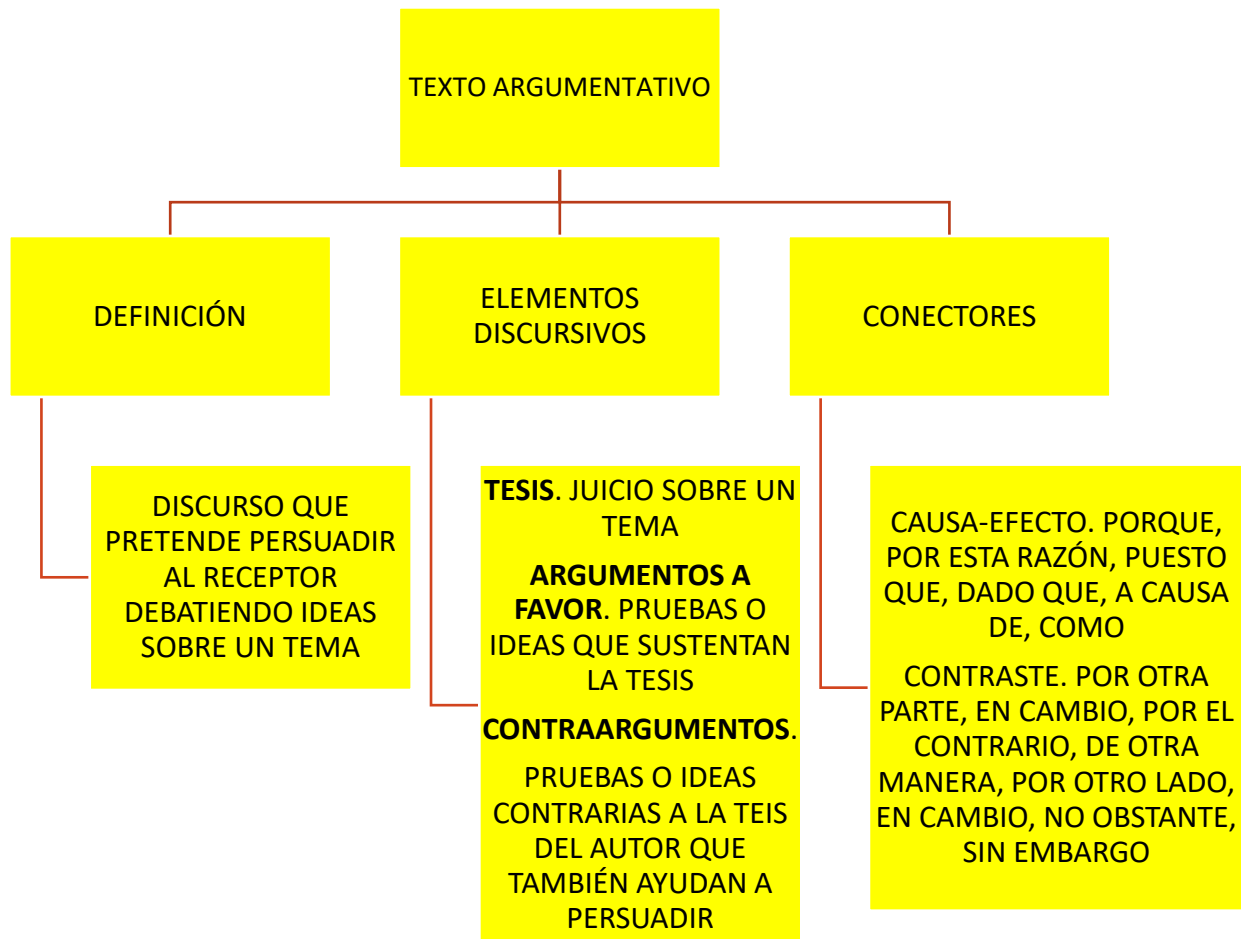 TEXTO ARGUMENTATIVO
DEFINICIÓN
ELEMENTOS
DISCURSIVOS
CONECTORES
DISCURSO QUE
PRETENDE PERSUADIR
AL RECEPTOR
DEBATIENDO IDEAS
SOBRE UN TEMA
TESIS. JUICIO SOBRE UN
TEMA
ARGUMENTOS A
FAVOR. PRUEBAS O
IDEAS QUE SUSTENTAN
LA TESIS
CONTRAARGUMENTOS.
PRUEBAS O IDEAS
CONTRARIAS A LA TEIS
DEL AUTOR QUE
TAMBIÉN AYUDAN A
PERSUADIR
CAUSA-EFECTO. PORQUE,
POR ESTA RAZÓN, PUESTO
QUE, DADO QUE, A CAUSA
DE, COMO
CONTRASTE. POR OTRA
PARTE, EN CAMBIO, POR EL
CONTRARIO, DE OTRA
MANERA, POR OTRO LADO,
EN CAMBIO, NO OBSTANTE,
SIN EMBARGO